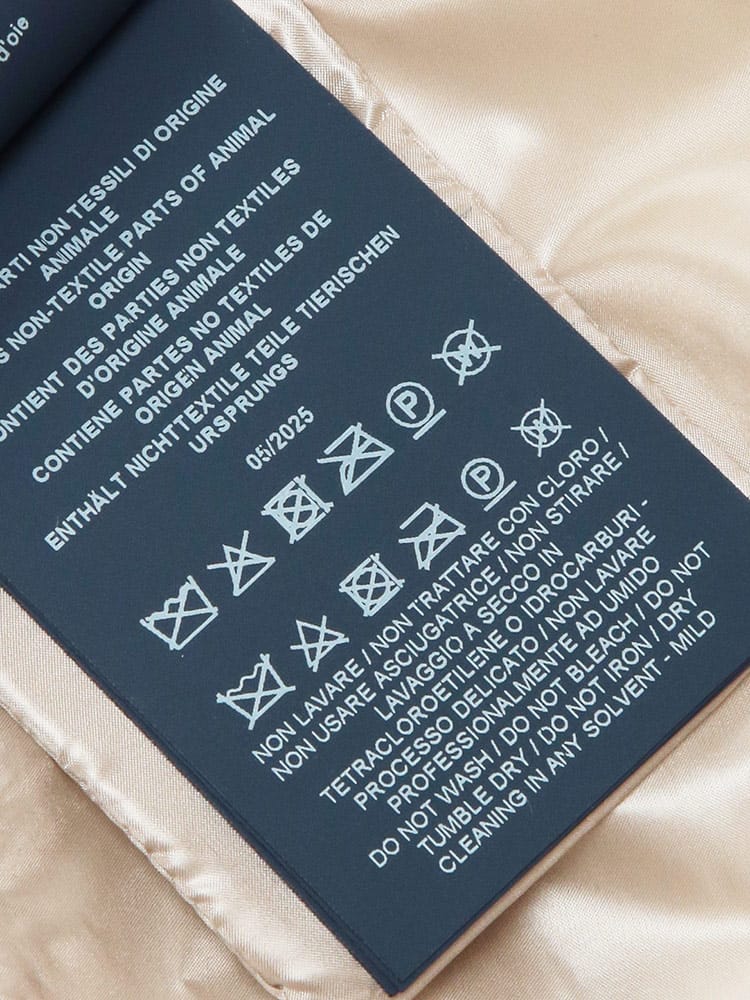 d'oie
ARTI NON TESSILI DI ORIGINE
ANIMALE
S NON-TEXTILE PARTS OF ANIMAL
ORIGIN
ONTIENT DES PARTIES NON TEXTILES
D'ORIGINE ANIMALE
CONTIENE PARTES NO TEXTILES DE
ORIGEN ANIMAL
ENTHÄLT NICHTTEXTILE TEILE TIERISCHEN
URSPRUNGS
05/2025
P
W
P
W
NON LAVARE / NON TRATTARE CON CLORO /
NON USARE ASCIUGATRICE / NON STIRARE /
LAVAGGIO A SECCO IN
TETRACLOROETILENE O IDROCARBURI -
PROCESSO DELICATO / NON LAVARE
PROFESSIONALMENTE AD UMIDO
DO NOT WASH / DO NOT BLEACH / DO NOT
TUMBLE DRY / DO NOT IRON / DRY
CLEANING IN ANY SOLVENT - MILD